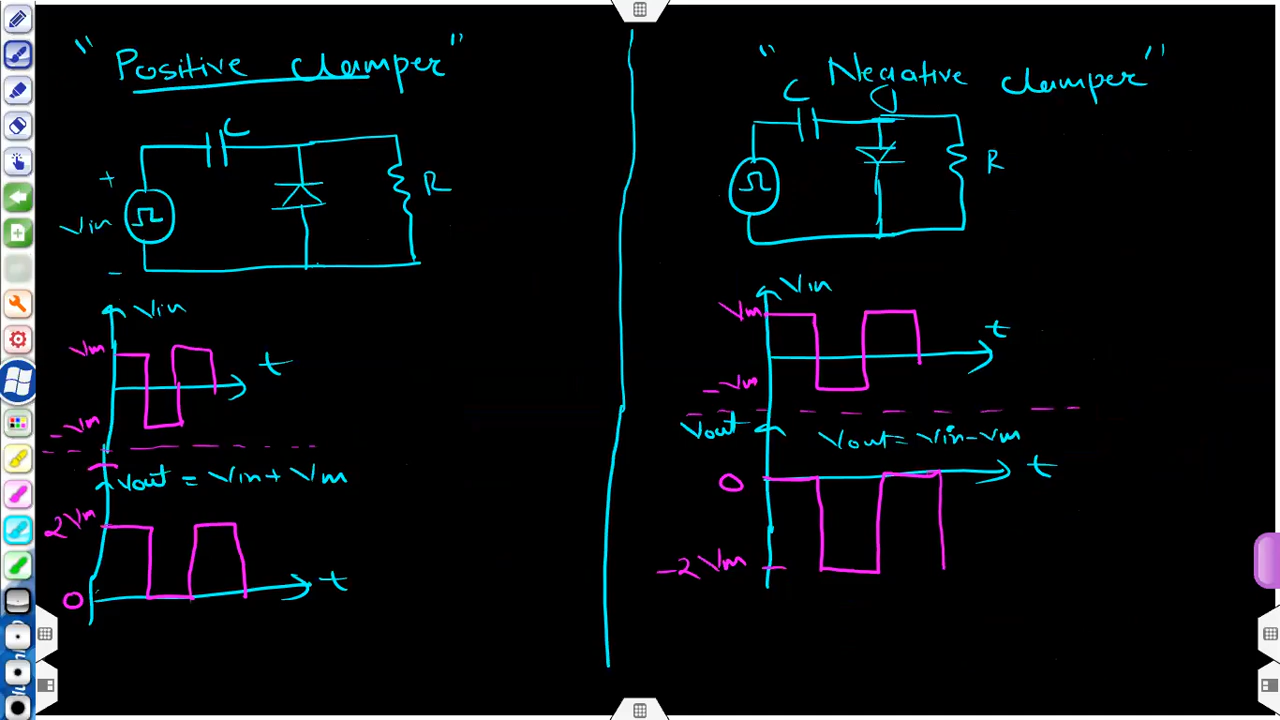 "Positive clamper"
C
+
Vin
-
R
Vin
Vm
t
-Vm
Vout = Vin + Vm
2Vm
0
t
"Negative clamper"
C
R
Vin
Vm
t
-Vm
Vout
Vout = Vin - Vm
0
t
-2Vm